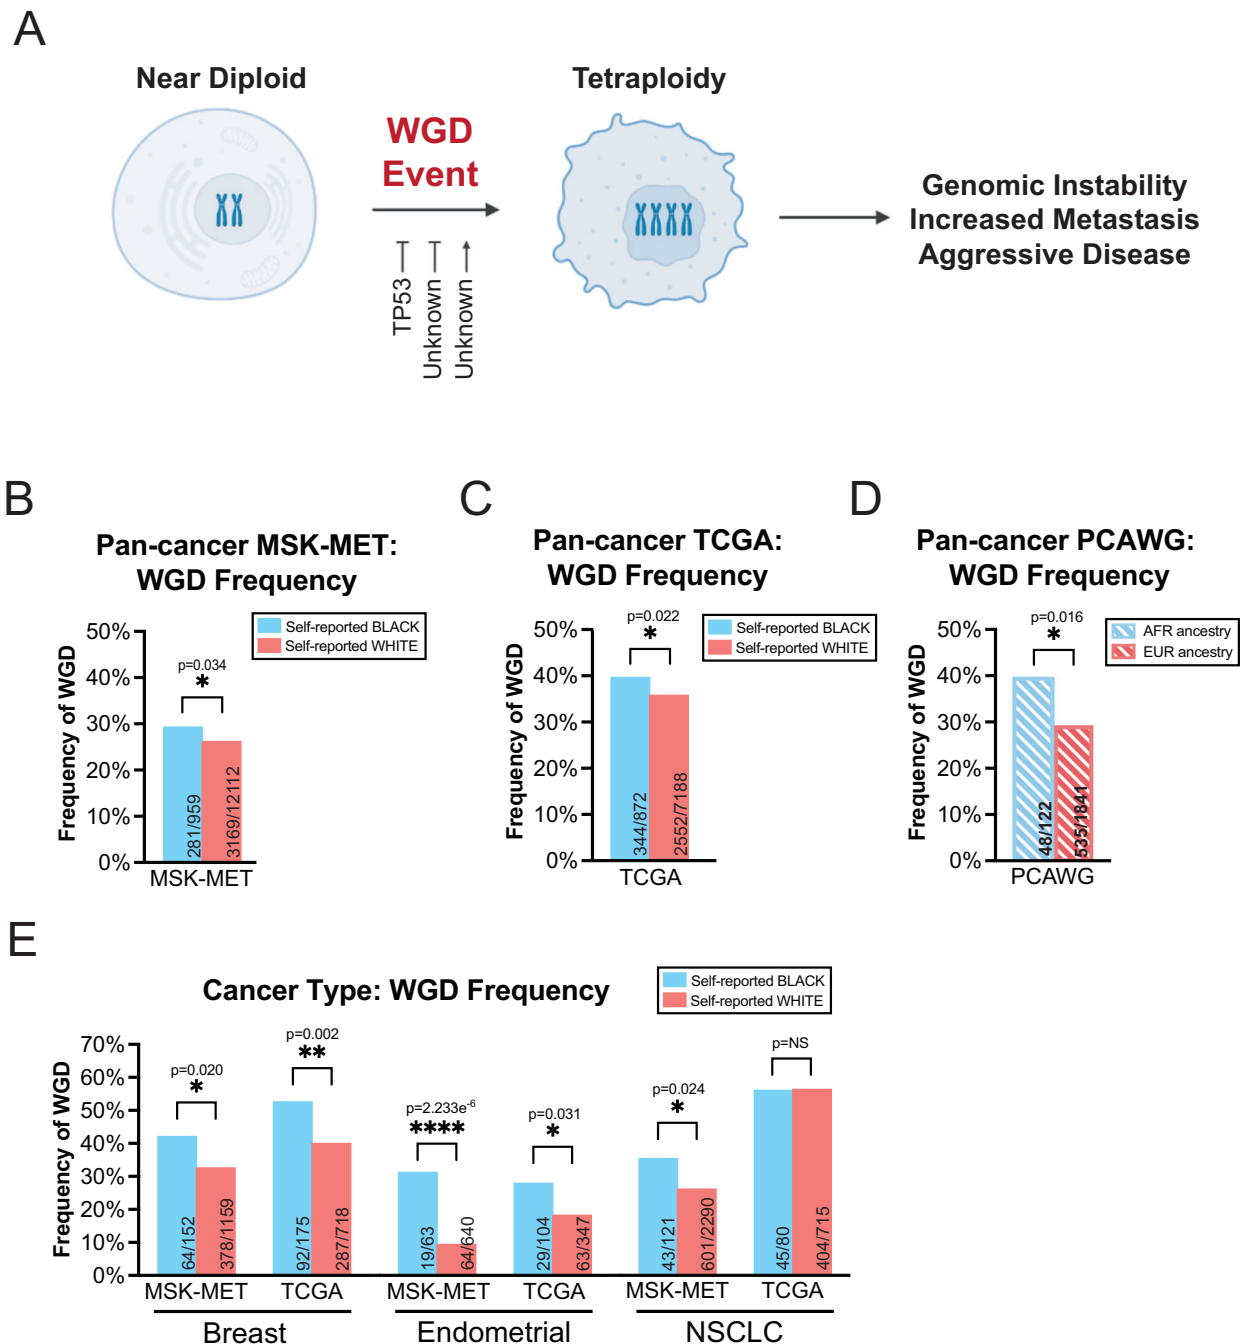 A
Near Diploid
WGD
Event
Tetraploidy
TP53
Unknown
Unknown
Genomic Instability
Increased Metastasis
Aggressive Disease
B
Pan-cancer MSK-MET:
WGD Frequency
Self-reported BLACK
Self-reported WHITE
Frequency of WGD
50%
40%
30%
20%
10%
0%
p=0.034
*
281/959
3169/12112
MSK-MET
C
Pan-cancer TCGA:
WGD Frequency
Self-reported BLACK
Self-reported WHITE
Frequency of WGD
50%
40%
30%
20%
10%
0%
p=0.022
*
344/872
2552/7188
TCGA
D
Pan-cancer PCAWG:
WGD Frequency
AFR ancestry
EUR ancestry
Frequency of WGD
50%
40%
30%
20%
10%
0%
p=0.016
*
48/122
535/1841
PCAWG
E
Cancer Type: WGD Frequency
Self-reported BLACK
Self-reported WHITE
Frequency of WGD
70%
60%
50%
40%
30%
20%
10%
0%
p=0.020
*
64/152
378/1159
p=0.002
**
92/175
287/718
p=2.233e-6
****
19/63
64/640
p=0.031
*
29/104
63/347
p=0.024
*
43/121
601/2290
p=NS
45/80
404/715
MSK-MET TCGA MSK-MET TCGA MSK-MET TCGA
Breast Endometrial NSCLC